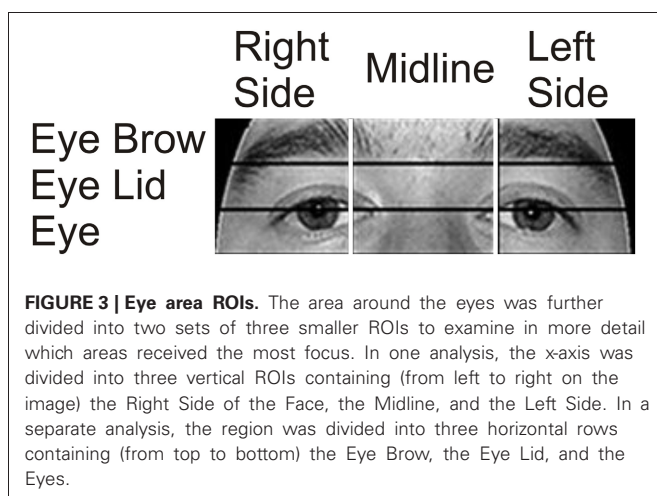 Right
Side
Midline
Left
Side
Eye Brow
Eye Lid
Eye
FIGURE 3 | Eye area ROIs. The area around the eyes was further
divided into two sets of three smaller ROIs to examine in more detail
which areas received the most focus. In one analysis, the x-axis was
divided into three vertical ROIs containing (from left to right on the
image) the Right Side of the Face, the Midline, and the Left Side. In a
separate analysis, the region was divided into three horizontal rows
containing (from top to bottom) the Eye Brow, the Eye Lid, and the
Eyes.